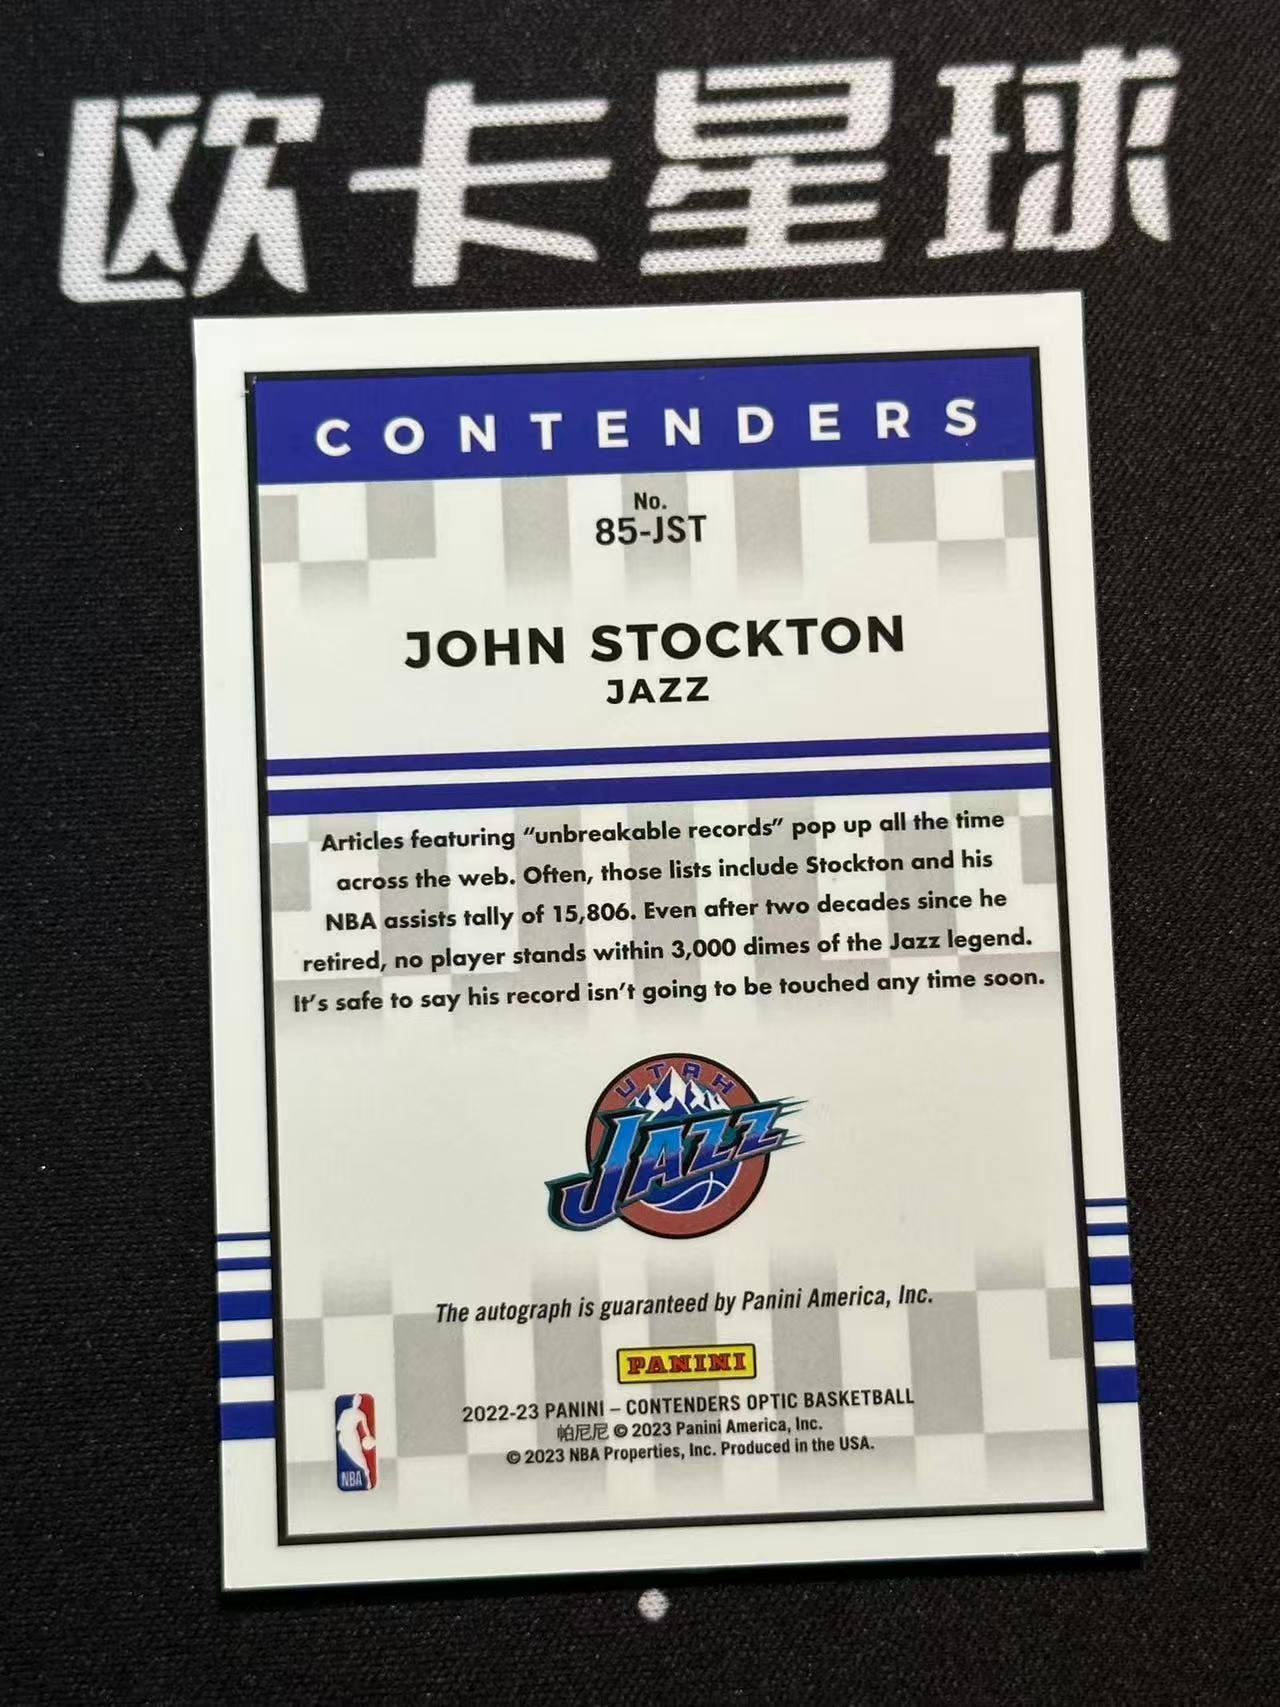 欧卡星球
CONTENDERS
No.
85-JST
JOHN STOCKTON
JAZZ
Articles featuring “unbreakable records” pop up all the time
across the web. Often, those lists include Stockton and his
NBA assists tally of 15,806. Even after two decades since he
retired, no player stands within 3,000 dimes of the Jazz legend.
It’s safe to say his record isn’t going to be touched any time soon.
UTAH
JAZZ
The autograph is guaranteed by Panini America, Inc.
PANINI
2022-23 PANINI – CONTENDERS OPTIC BASKETBALL
帕尼尼 © 2023 Panini America, Inc.
© 2023 NBA Properties, Inc. Produced in the USA.
NBA